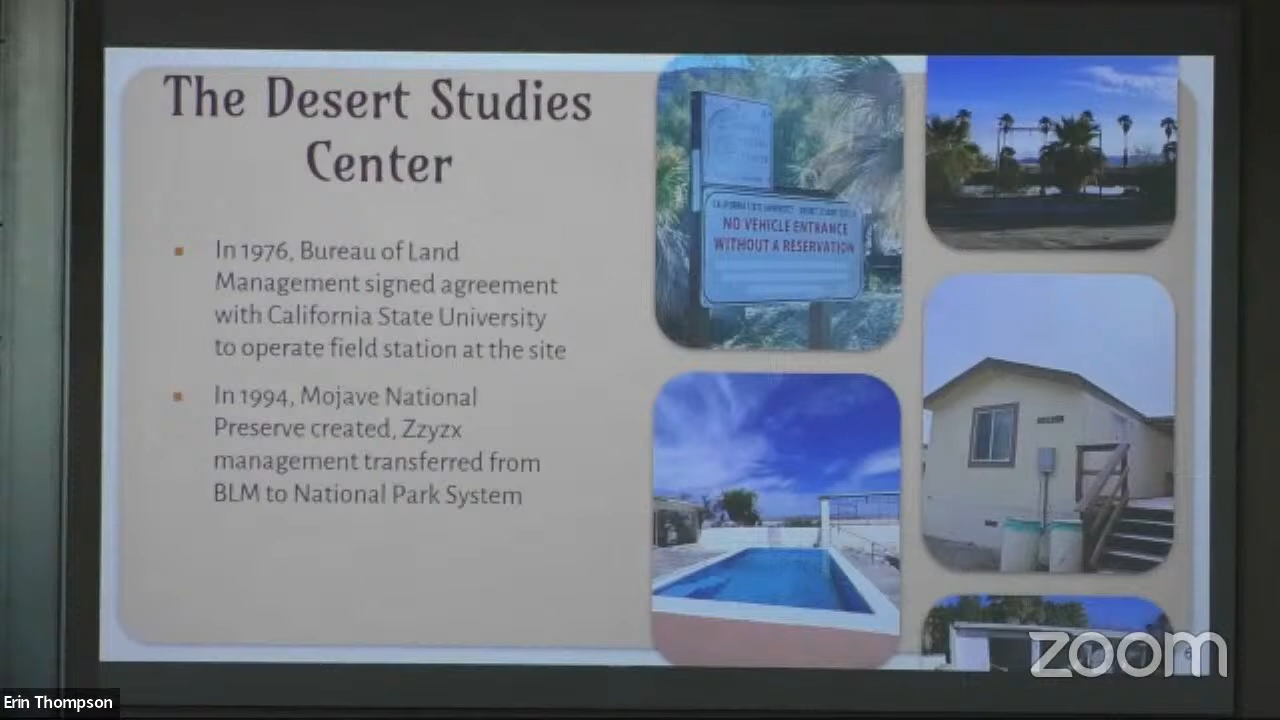 The Desert Studies
Center
▪ In 1976, Bureau of Land
Management signed agreement
with California State University
to operate field station at the site
▪ In 1994, Mojave National
Preserve created, Zzyzx
management transferred from
BLM to National Park System
NO VEHICLE ENTRANCE
WITHOUT A RESERVATION
zoom
Erin Thompson